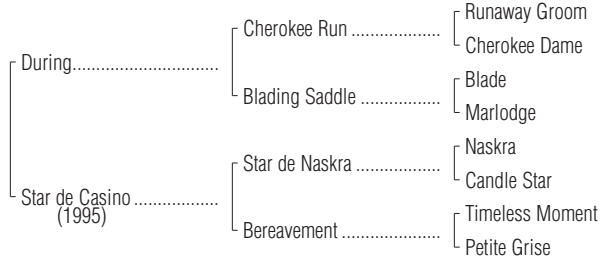 Runaway Groom
Cherokee Run ..................
Cherokee Dame
During..............................
Blade
Blading Saddle ................
Marlodge
Naskra
Star de Naskra .................
Candle Star
Star de Casino .................
(1995)
Timeless Moment
Bereavement ....................
Petite Grise